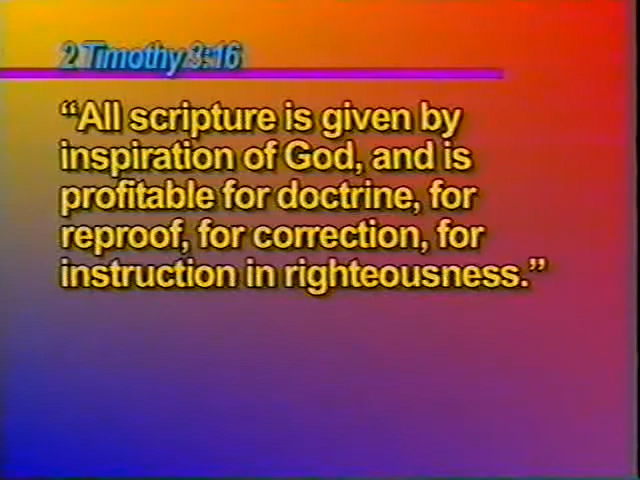 2 Timothy 3:16
“All scripture is given by
inspiration of God, and is
profitable for doctrine, for
reproof, for correction, for
instruction in righteousness.”